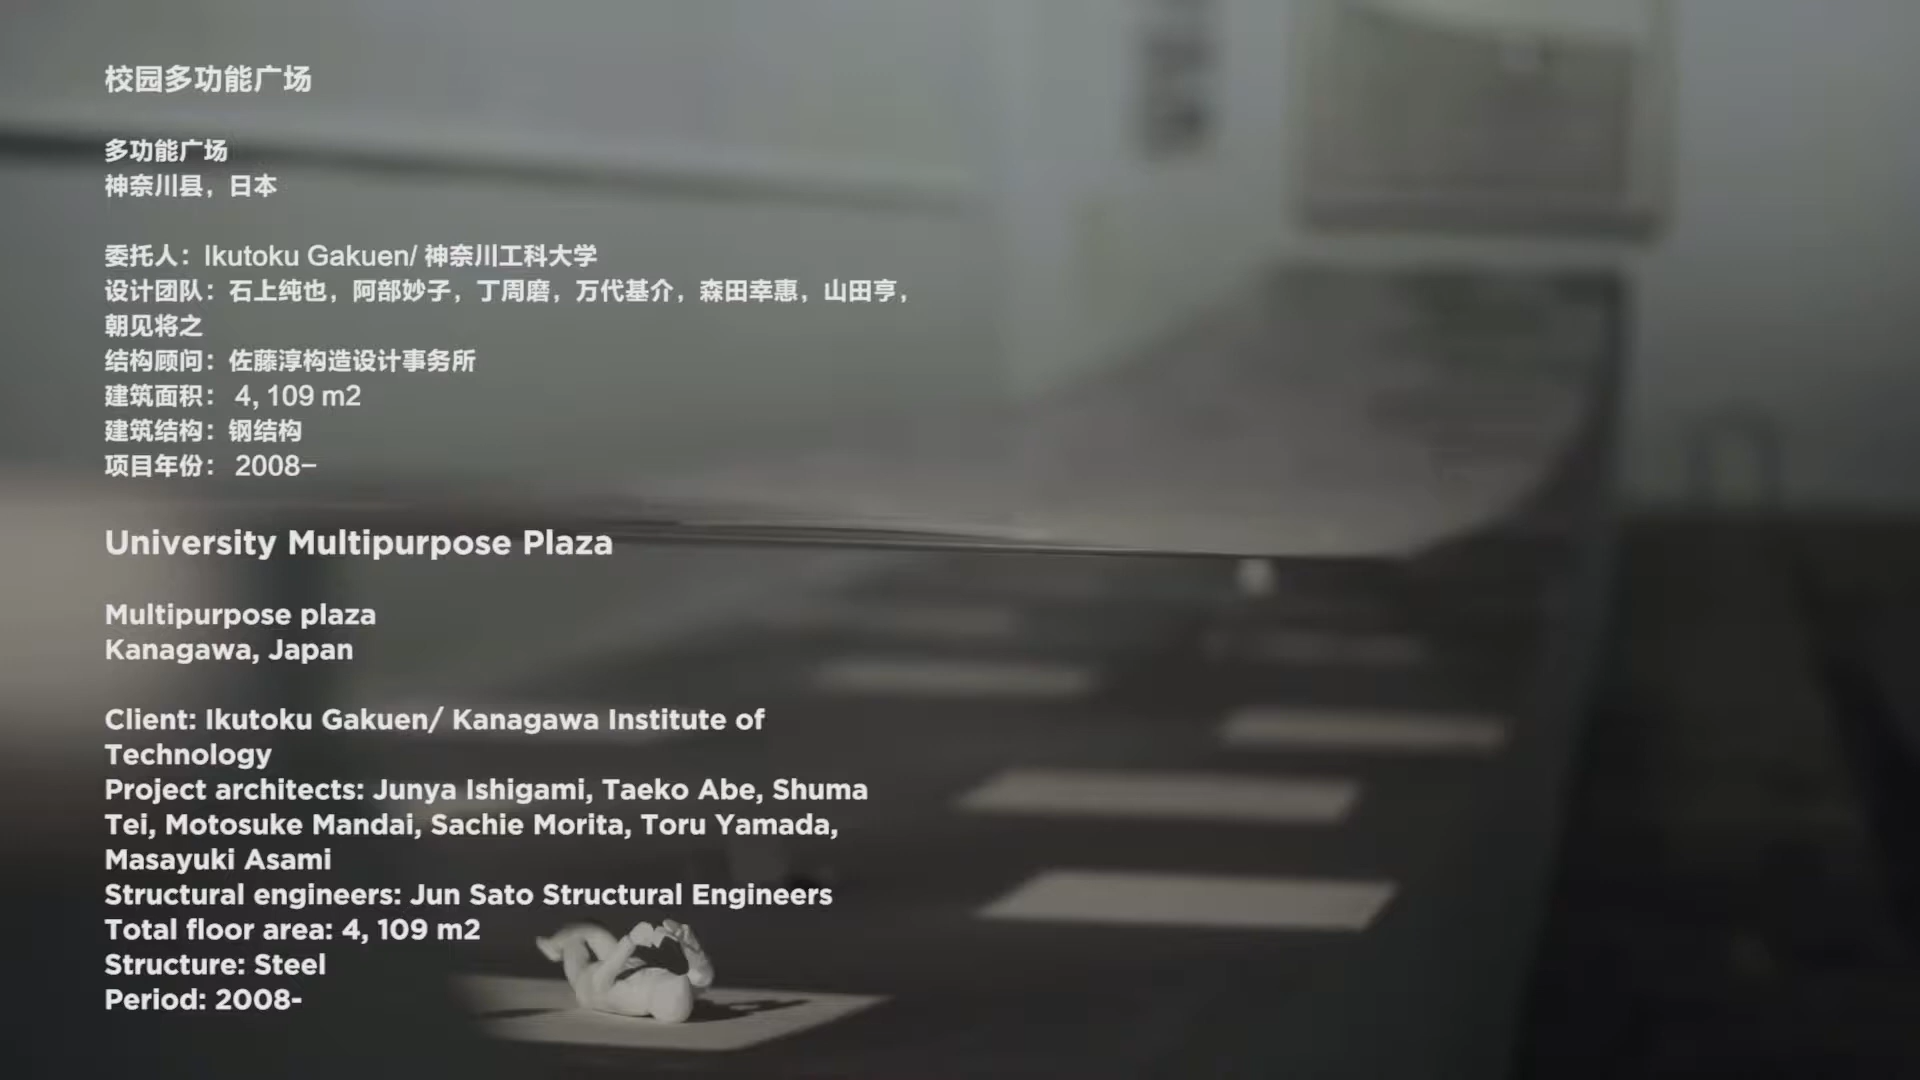 校园多功能广场
多功能广场
神奈川县，日本
委托人：Ikutoku Gakuen/ 神奈川工科大学
设计团队：石上纯也，阿部妙子，丁周磨，万代基介，森田幸惠，山田亨，
朝见将之
结构顾问：佐藤淳构造设计事务所
建筑面积： 4, 109 m2
建筑结构：钢结构
项目年份： 2008–
University Multipurpose Plaza
Multipurpose plaza
Kanagawa, Japan
Client: Ikutoku Gakuen/ Kanagawa Institute of
Technology
Project architects: Junya Ishigami, Taeko Abe, Shuma
Tei, Motosuke Mandai, Sachie Morita, Toru Yamada,
Masayuki Asami
Structural engineers: Jun Sato Structural Engineers
Total floor area: 4, 109 m2
Structure: Steel
Period: 2008-